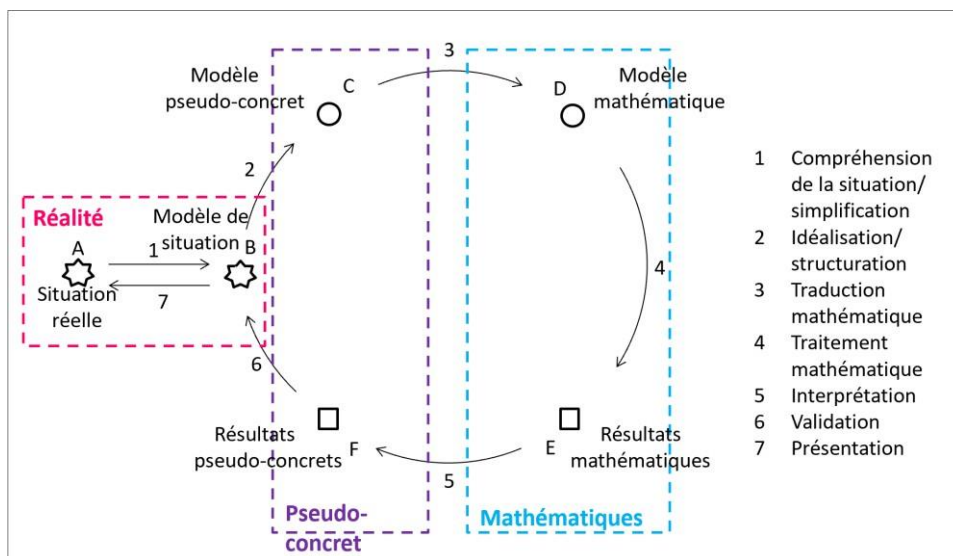 3
Modèle
pseudo-concret
C
D
Modèle
mathématique
2
Réalité
Modèle de
situation
A
1
B
Situation
réelle
7
4
6
Résultats
pseudo-concrets
F
E
Résultats
mathématiques
5
Pseudo-
concret
Mathématiques
1 Compréhension
de la situation/
simplification
2 Idéalisation/
structuration
3 Traduction
mathématique
4 Traitement
mathématique
5 Interprétation
6 Validation
7 Présentation